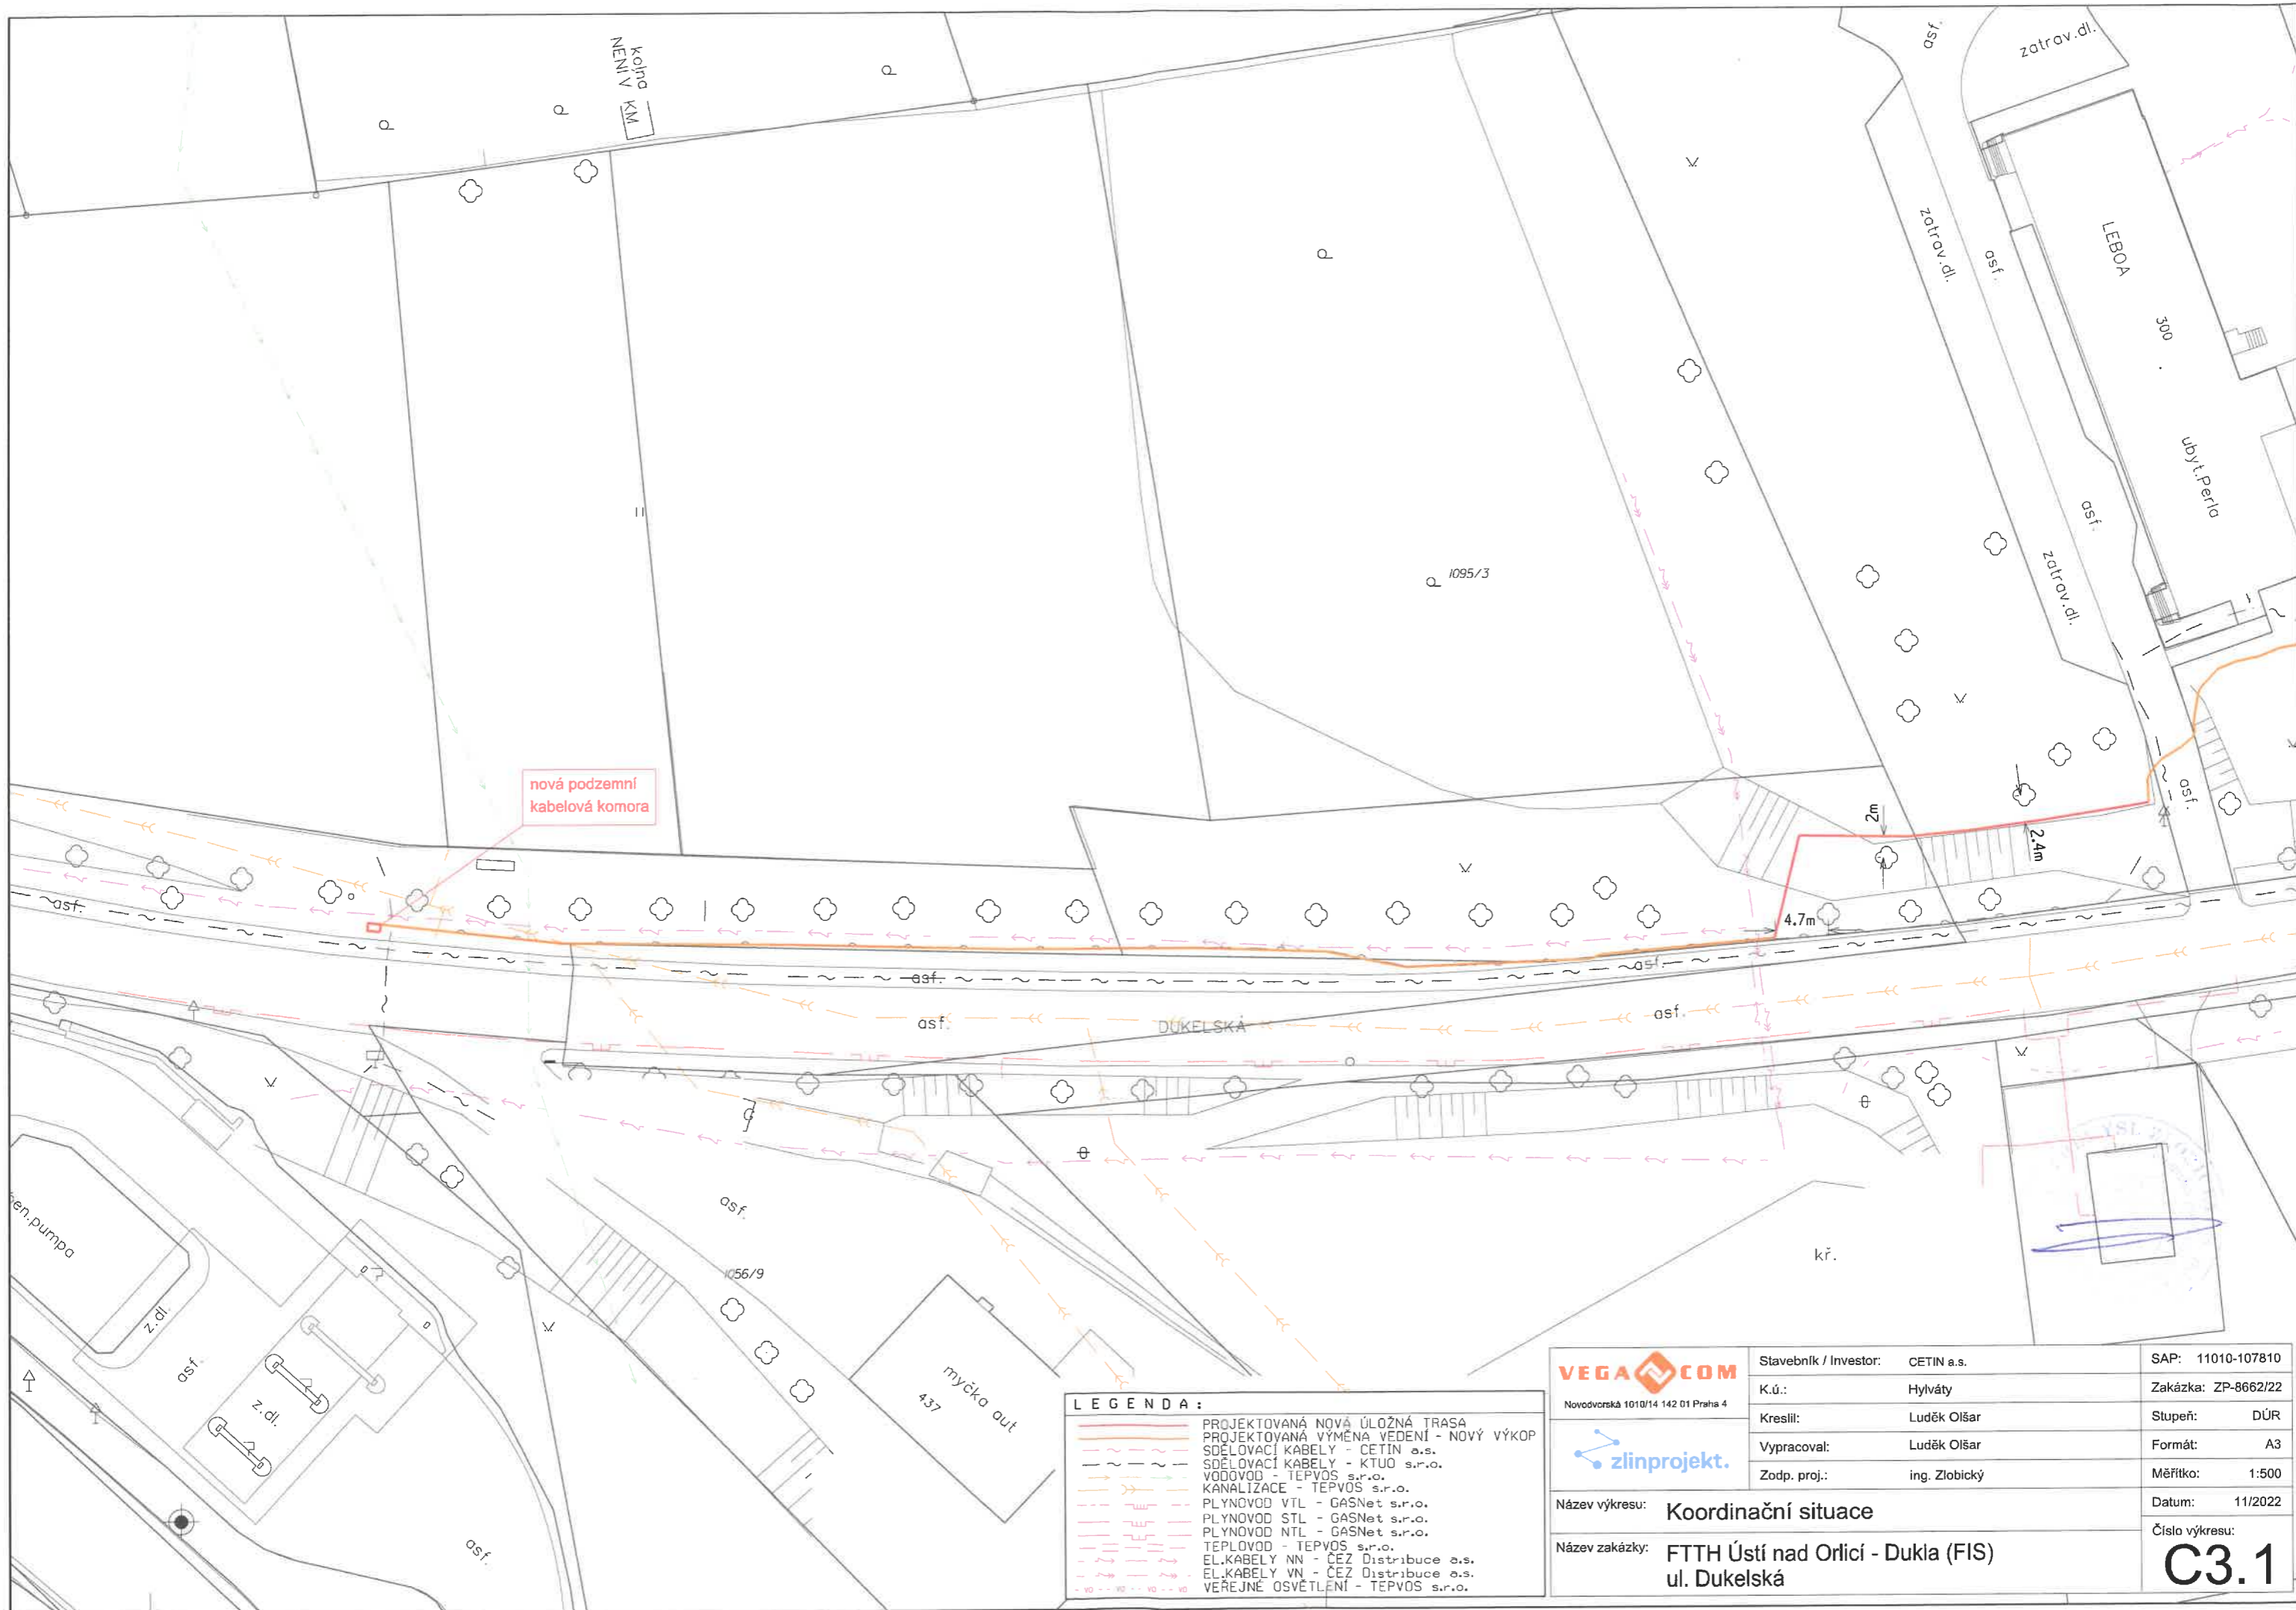 kolna
NENÍ V KM
asf.
zatrav.dl.
LEBOA
300
ubyt.Perla
zatrav.dl.
asf.
asf.
zatrav.dl.
1095/3
nová podzemní
kabelová komora
asf.
2m
2.4m
4.7m
asf.
asf.
asf.
asf.
DUKELSKÁ
asf.
ben.pumpa
z.dl.
asf.
z.dl.
asf.
1056/9
myčka aut
437
asf.
kř.
LEGENDA:
PROJEKTOVANÁ NOVÁ ÚLOŽNÁ TRASA
PROJEKTOVANÁ VÝMĚNA VEDENÍ - NOVÝ VÝKOP
SDĚLOVACÍ KABELY - CETIN a.s.
SDĚLOVACÍ KABELY - KTUO s.r.o.
VODOVOD - TEPVOS s.r.o.
KANALIZACE - TEPVOS s.r.o.
PLYNOVOD VTL - GASNet s.r.o.
PLYNOVOD STL - GASNet s.r.o.
PLYNOVOD NTL - GASNet s.r.o.
TEPLOVOD - TEPVOS s.r.o.
EL.KABELY NN - ČEZ Distribuce a.s.
EL.KABELY VN - ČEZ Distribuce a.s.
VEŘEJNÉ OSVĚTLENÍ - TEPVOS s.r.o.
VEGA COM
Novodvorská 1010/14 142 01 Praha 4
zlinprojekt.
Stavebník / Investor: CETIN a.s.
K.ú.: Hylváty
Kreslil: Luděk Olšar
Vypracoval: Luděk Olšar
Zodp. proj.: ing. Zlobický
SAP: 11010-107810
Zakázka: ZP-8662/22
Stupeň: DÚR
Formát: A3
Měřítko: 1:500
Datum: 11/2022
Název výkresu: Koordinační situace
Název zakázky: FTTH Ústí nad Orlicí - Dukla (FIS)
ul. Dukelská
Číslo výkresu:
C3.1